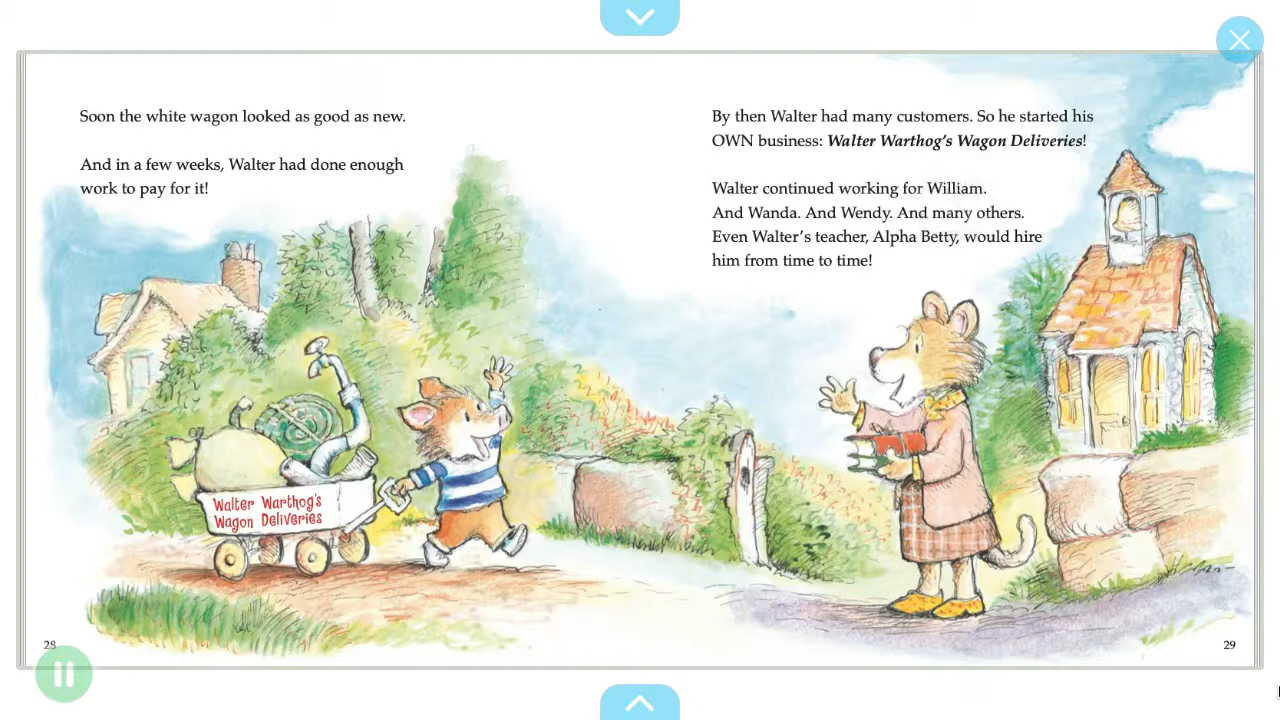 Soon the white wagon looked as good as new.
And in a few weeks, Walter had done enough
work to pay for it!
Walter Warthog's
Wagon Deliveries
28
By then Walter had many customers. So he started his
OWN business: Walter Warthog's Wagon Deliveries!
Walter continued working for William.
And Wanda. And Wendy. And many others.
Even Walter's teacher, Alpha Betty, would hire
him from time to time!
29